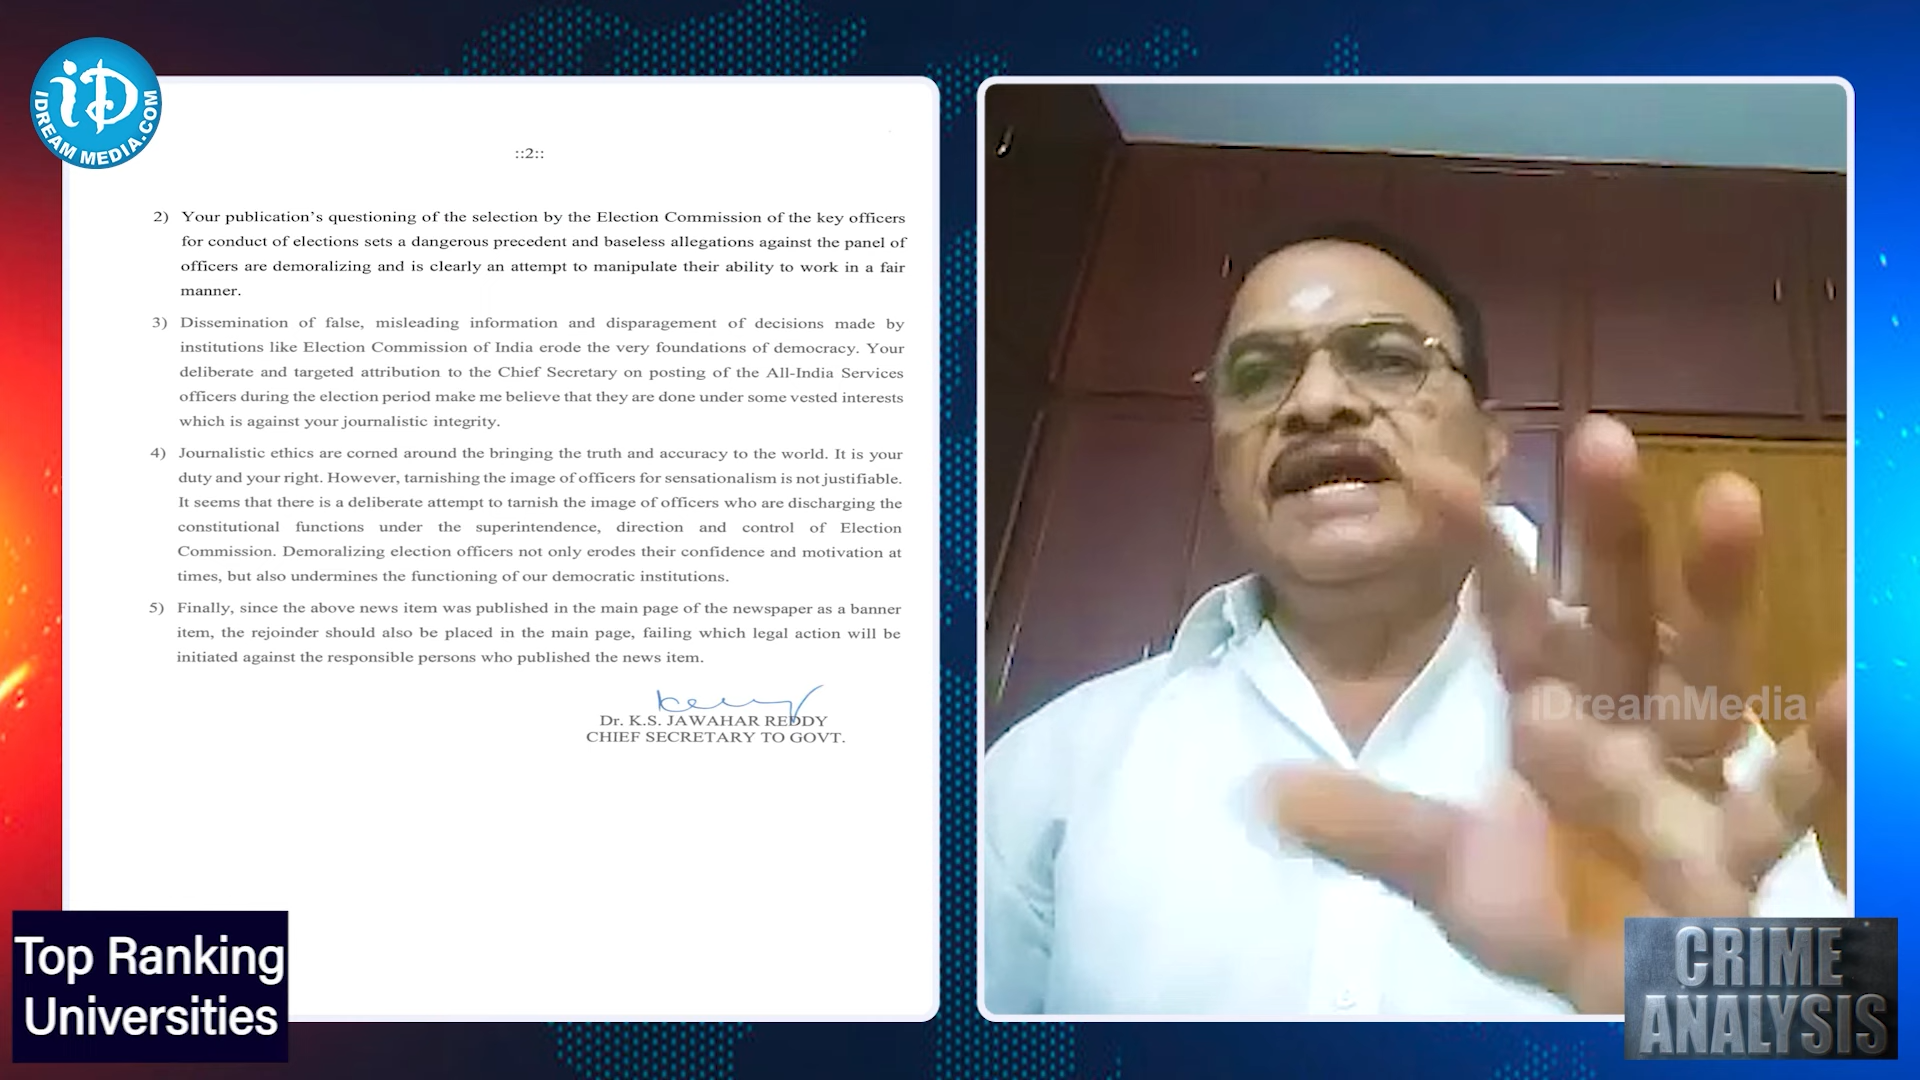 iD
IDREAM MEDIA.COM
::2::
2) Your publication's questioning of the selection by the Election Commission of the key officers
for conduct of elections sets a dangerous precedent and baseless allegations against the panel of
officers are demoralizing and is clearly an attempt to manipulate their ability to work in a fair
manner.
3) Dissemination of false, misleading information and disparagement of decisions made by
institutions like Election Commission of India erode the very foundations of democracy. Your
deliberate and targeted attribution to the Chief Secretary on posting of the All-India Services
officers during the election period make me believe that they are done under some vested interests
which is against your journalistic integrity.
4) Journalistic ethics are corned around the bringing the truth and accuracy to the world. It is your
duty and your right. However, tarnishing the image of officers for sensationalism is not justifiable.
It seems that there is a deliberate attempt to tarnish the image of officers who are discharging the
constitutional functions under the superintendence, direction and control of Election
Commission. Demoralizing election officers not only erodes their confidence and motivation at
times, but also undermines the functioning of our democratic institutions.
5) Finally, since the above news item was published in the main page of the newspaper as a banner
item, the rejoinder should also be placed in the main page, failing which legal action will be
initiated against the responsible persons who published the news item.
Dr. K.S. JAWAHAR REDDY
CHIEF SECRETARY TO GOVT.
iDreamMedia
Top Ranking
Universities
CRIME
ANALYSIS